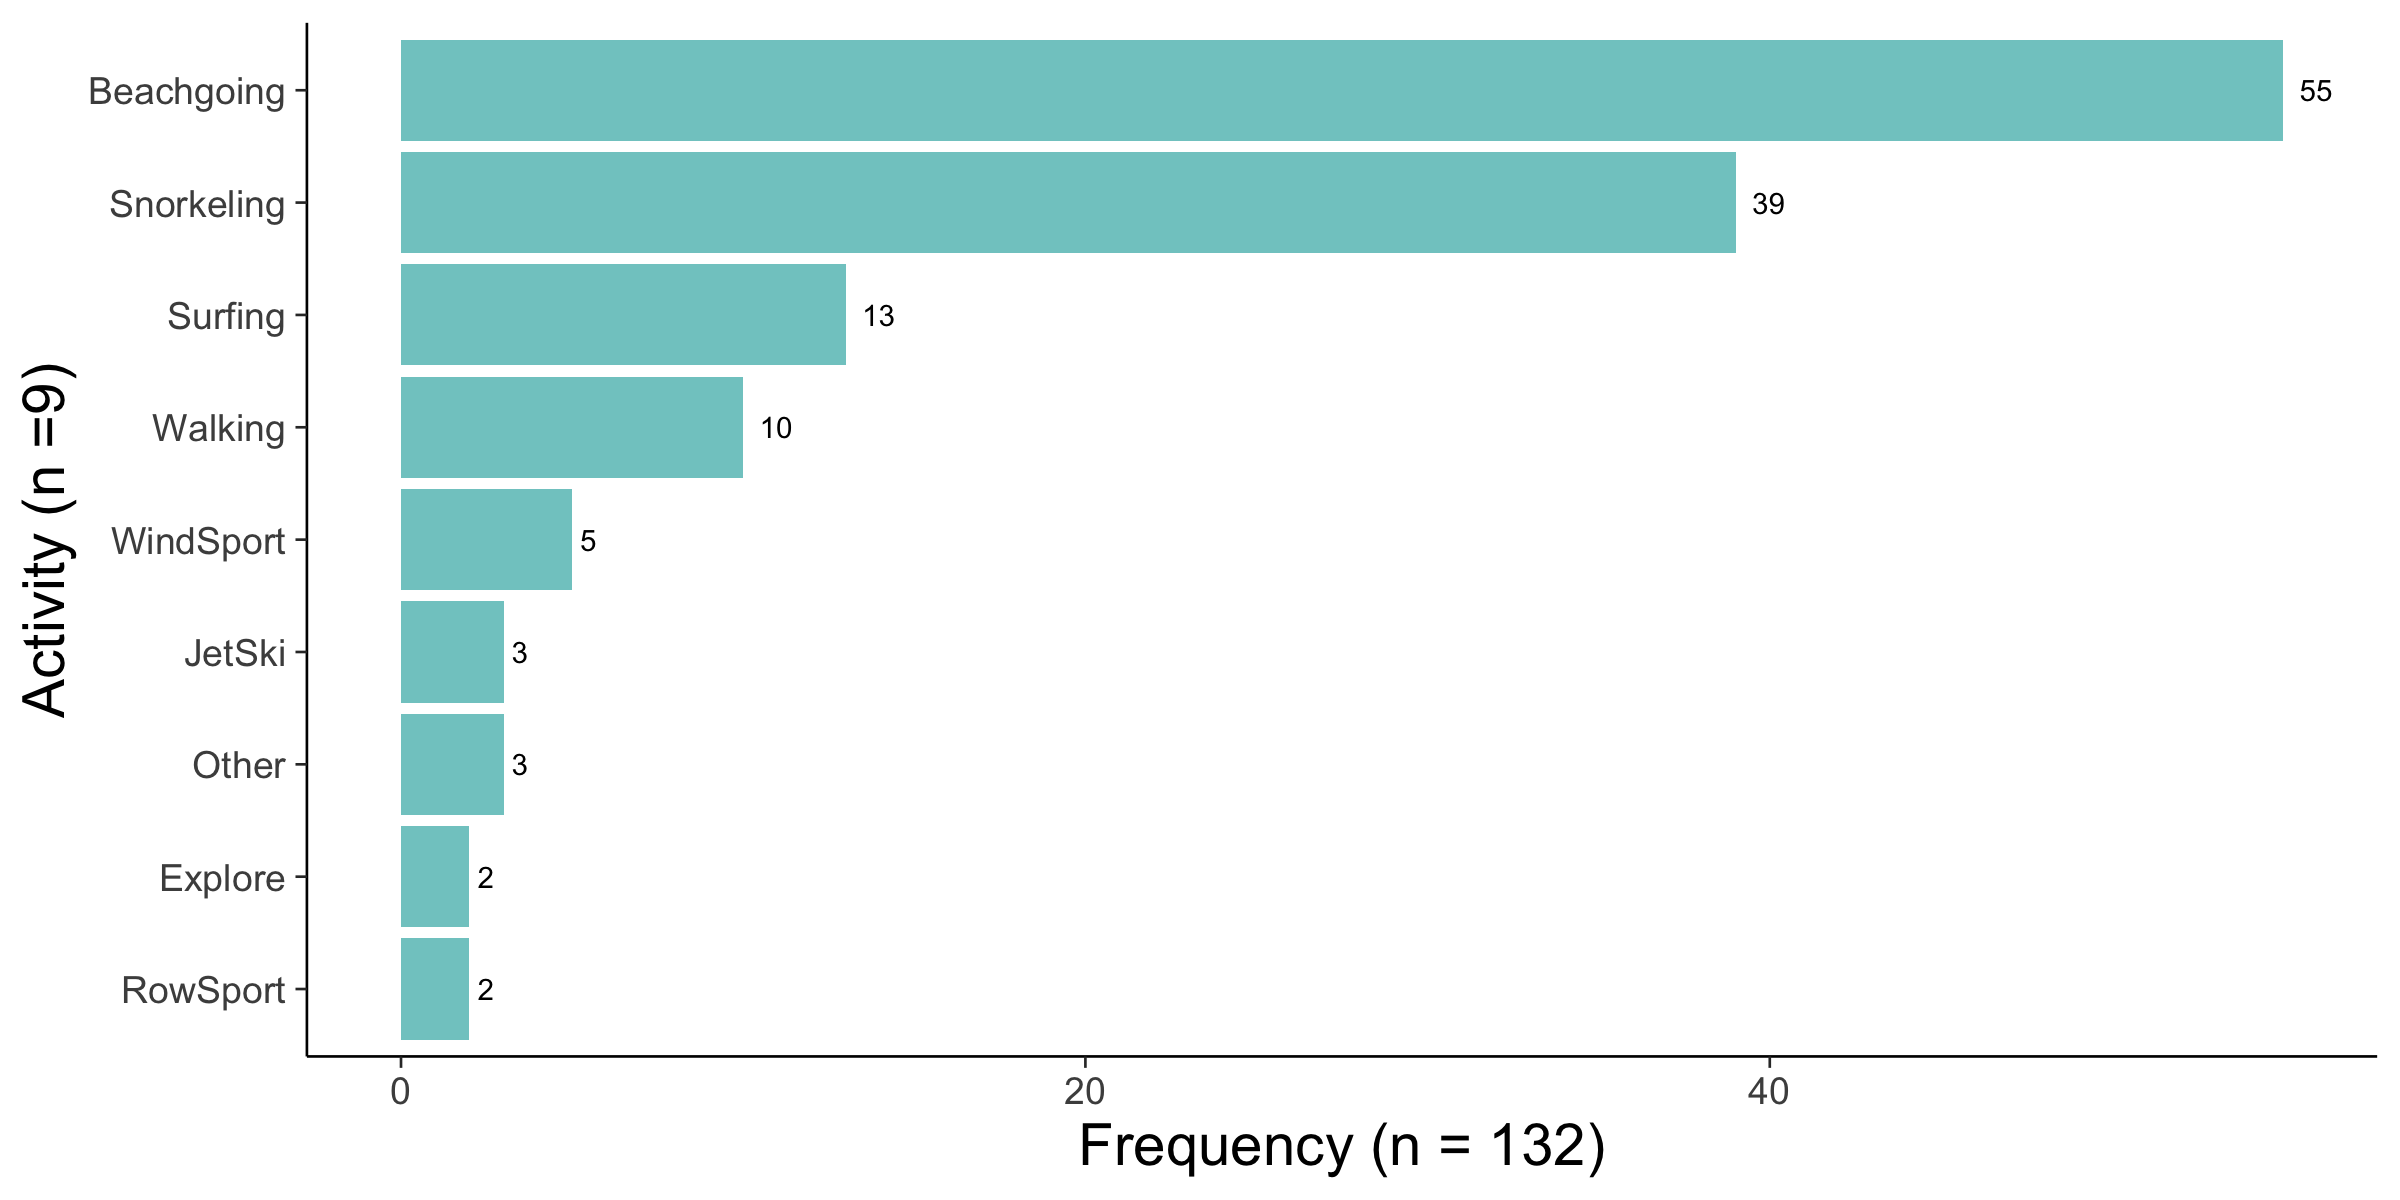 Beachgoing 55
Snorkeling 39
Surfing 13
Walking 10
WindSport 5
JetSki 3
Other 3
Explore 2
RowSport 2
Activity (n =9)
0 20 40
Frequency (n = 132)